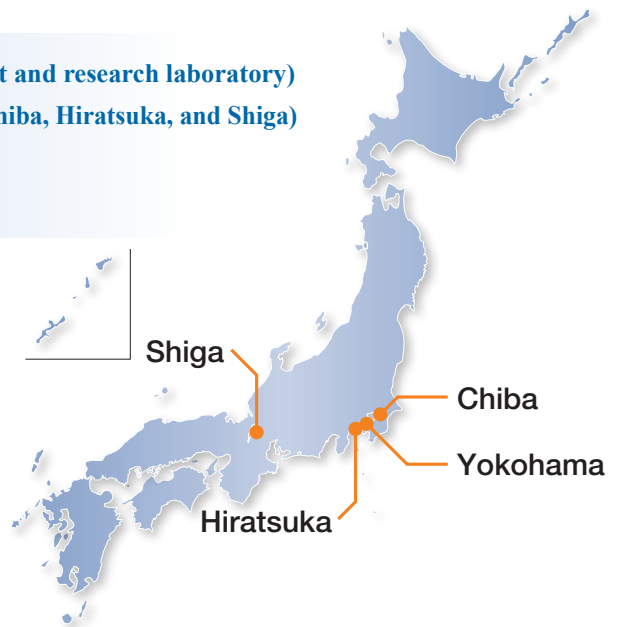 t and research laboratory)
hiba, Hiratsuka, and Shiga)
Shiga
Chiba
Yokohama
Hiratsuka